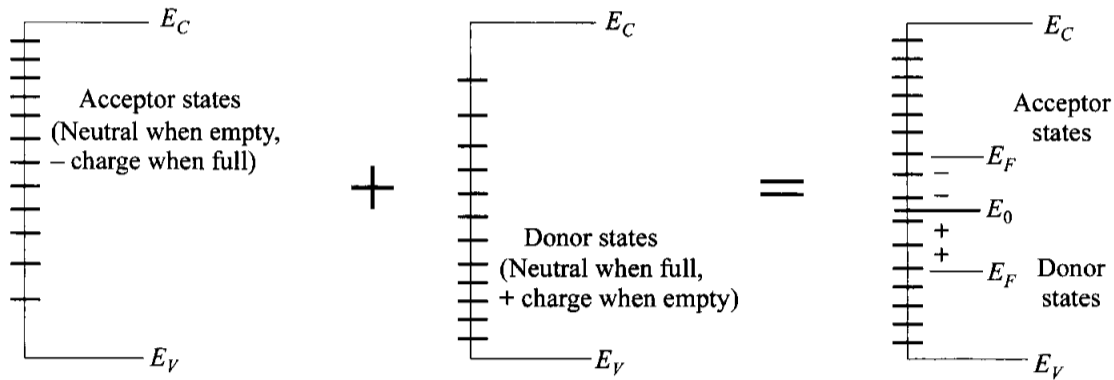 E_C
Acceptor states
(Neutral when empty,
– charge when full)
E_V
+
E_C
Donor states
(Neutral when full,
+ charge when empty)
E_V
=
E_C
Acceptor
states
E_F
–
–
E_0
+
+
E_F
Donor
states
E_V